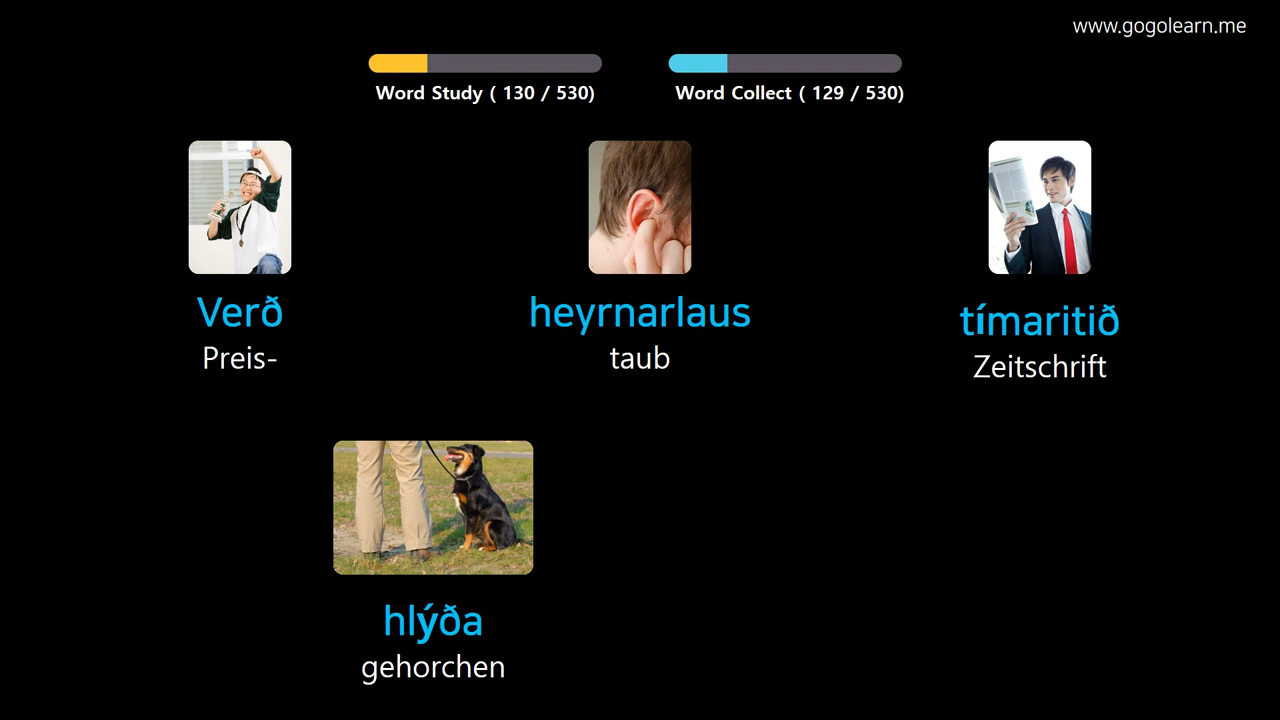 www.gogolearn.me
Word Study ( 130 / 530)
Word Collect ( 129 / 530)
Verð
Preis-
heyrnarlaus
taub
tímaritið
Zeitschrift
hlýða
gehorchen